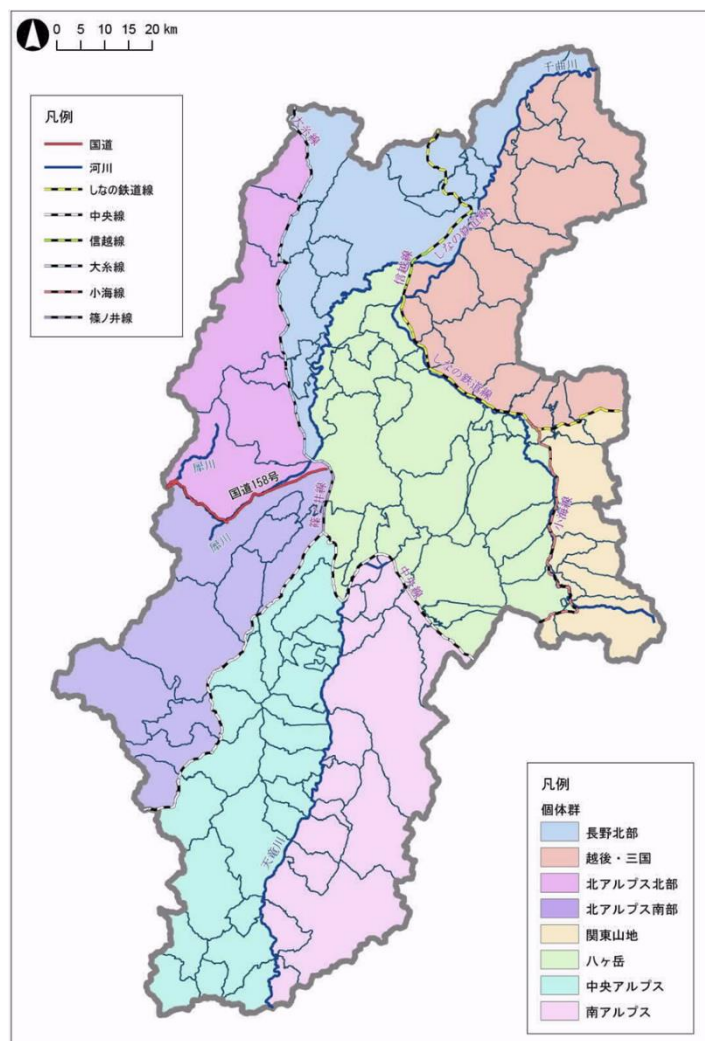 0 5 10 15 20 km
凡例
国道
河川
しなの鉄道線
中央線
信越線
大糸線
小海線
篠ノ井線
千曲川
大糸線
しなの鉄道線
信越線
しなの鉄道線
犀川
国道158号
犀川
篠ノ井線
小海線
中央線
天竜川
凡例
個体群
長野北部
越後・三国
北アルプス北部
北アルプス南部
関東山地
八ヶ岳
中央アルプス
南アルプス